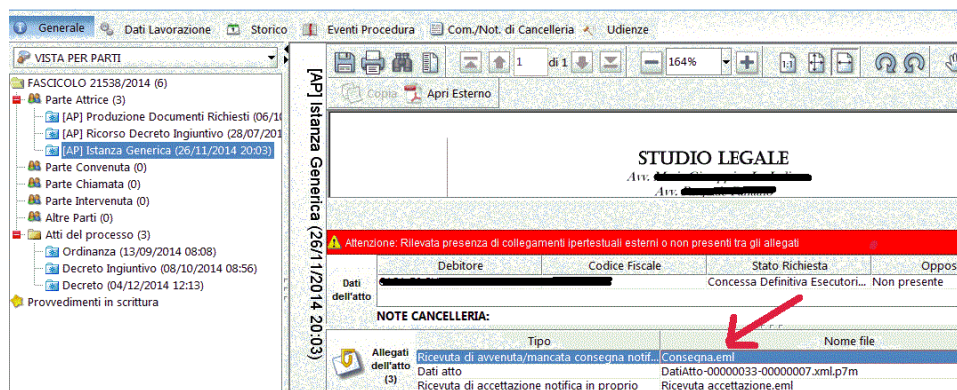 Generale Dati Lavorazione Storico Eventi Procedura Com./Not. di Cancelleria Udienze
VISTA PER PARTI
FASCICOLO 21538/2014 (6)
Parte Attrice (3)
[AP] Produzione Documenti Richiesti (06/10
[AP] Ricorso Decreto Ingiuntivo (28/07/201
[AP] Istanza Generica (26/11/2014 20:03)
Parte Convenuta (0)
Parte Chiamata (0)
Parte Intervenuta (0)
Altre Parti (0)
Atti del processo (3)
Ordinanza (13/09/2014 08:08)
Decreto Ingiuntivo (08/10/2014 08:56)
Decreto (04/12/2014 12:13)
Provvedimenti in scrittura
[AP] Istanza Generica (26/11/2014 20:03)
1 di 1 164% 1:1
Copia Apri Esterno
STUDIO LEGALE
Avv.
Avv.
Attenzione: Rilevata presenza di collegamenti ipertestuali esterni o non presenti tra gli allegati
Dati dell'atto
Debitore Codice Fiscale Stato Richiesta Oppos
Concessa Definitiva Esecutori... Non presente
NOTE CANCELLERIA:
Allegati dell'atto (3)
Tipo Nome file
Ricevuta di avvenuta/mancata consegna notif... Consegna.eml
Dati atto DatiAtto-00000033-00000007.xml.p7m
Ricevuta di accettazione notifica in proprio Ricevuta accettazione.eml